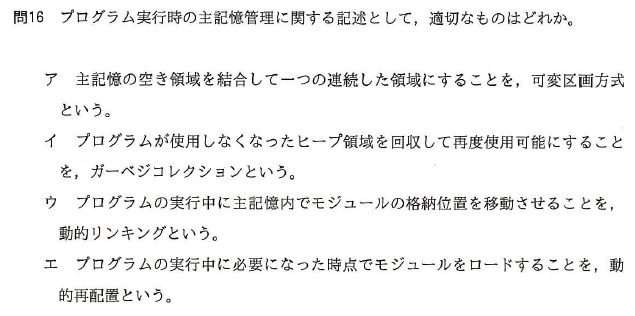 問16 プログラム実行時の主記憶管理に関する記述として，適切なものはどれか。
ア 主記憶の空き領域を結合して一つの連続した領域にすることを，可変区画方式
という。
イ プログラムが使用しなくなったヒープ領域を回収して再度使用可能にすること
を，ガーベジコレクションという。
ウ プログラムの実行中に主記憶内でモジュールの格納位置を移動させることを，
動的リンキングという。
エ プログラムの実行中に必要になった時点でモジュールをロードすることを，動
的再配置という。